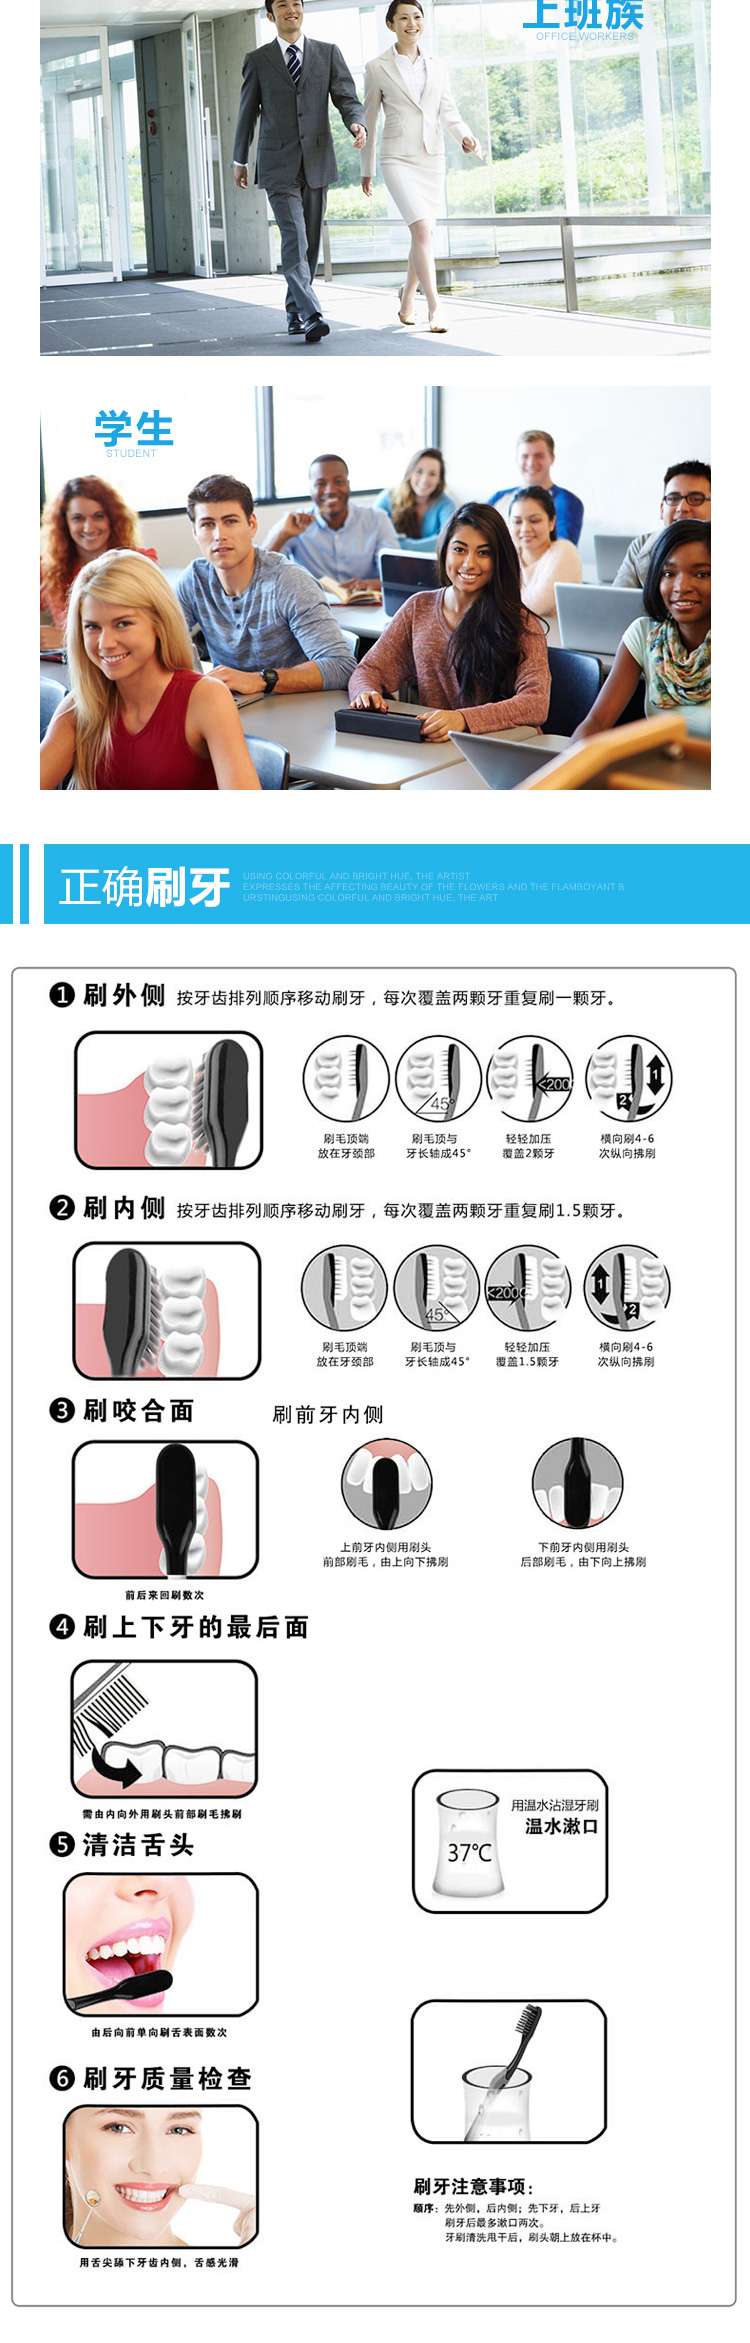 上班族
OFFICE WORKERS
学生
STUDENT
正确刷牙
USING COLORFUL AND BRIGHT HUE, THE ARTIST
EXPRESSES THE AFFECTING BEAUTY OF THE FLOWERS AND THE FLAMBOYANT B
URSTINGUSING COLORFUL AND BRIGHT HUE, THE ART
1 刷外侧 按牙齿排列顺序移动刷牙，每次覆盖两颗牙重复刷一颗牙。
45°
<200
1
2
刷毛顶端
放在牙颈部
刷毛顶与
牙长轴成45°
轻轻加压
覆盖2颗牙
横向刷4-6
次纵向拂刷
2 刷内侧 按牙齿排列顺序移动刷牙，每次覆盖两颗牙重复刷1.5颗牙。
45°
<200G
1
2
刷毛顶端
放在牙颈部
刷毛顶与
牙长轴成45°
轻轻加压
覆盖1.5颗牙
横向刷4-6
次纵向拂刷
3 刷咬合面
刷前牙内侧
上前牙内侧用刷头
前部刷毛，由上向下拂刷
下前牙内侧用刷头
后部刷毛，由下向上拂刷
前后来回刷数次
4 刷上下牙的最后面
需由内向外用刷头前部刷毛拂刷
用温水沾湿牙刷
温水漱口
37℃
5 清洁舌头
由后向前单向刷舌表面数次
6 刷牙质量检查
用舌尖舔下牙齿内侧，舌感光滑
刷牙注意事项：
顺序：先外侧，后内侧；先下牙，后上牙
刷牙后最多漱口两次。
牙刷清洗甩干后，刷头朝上放在杯中。